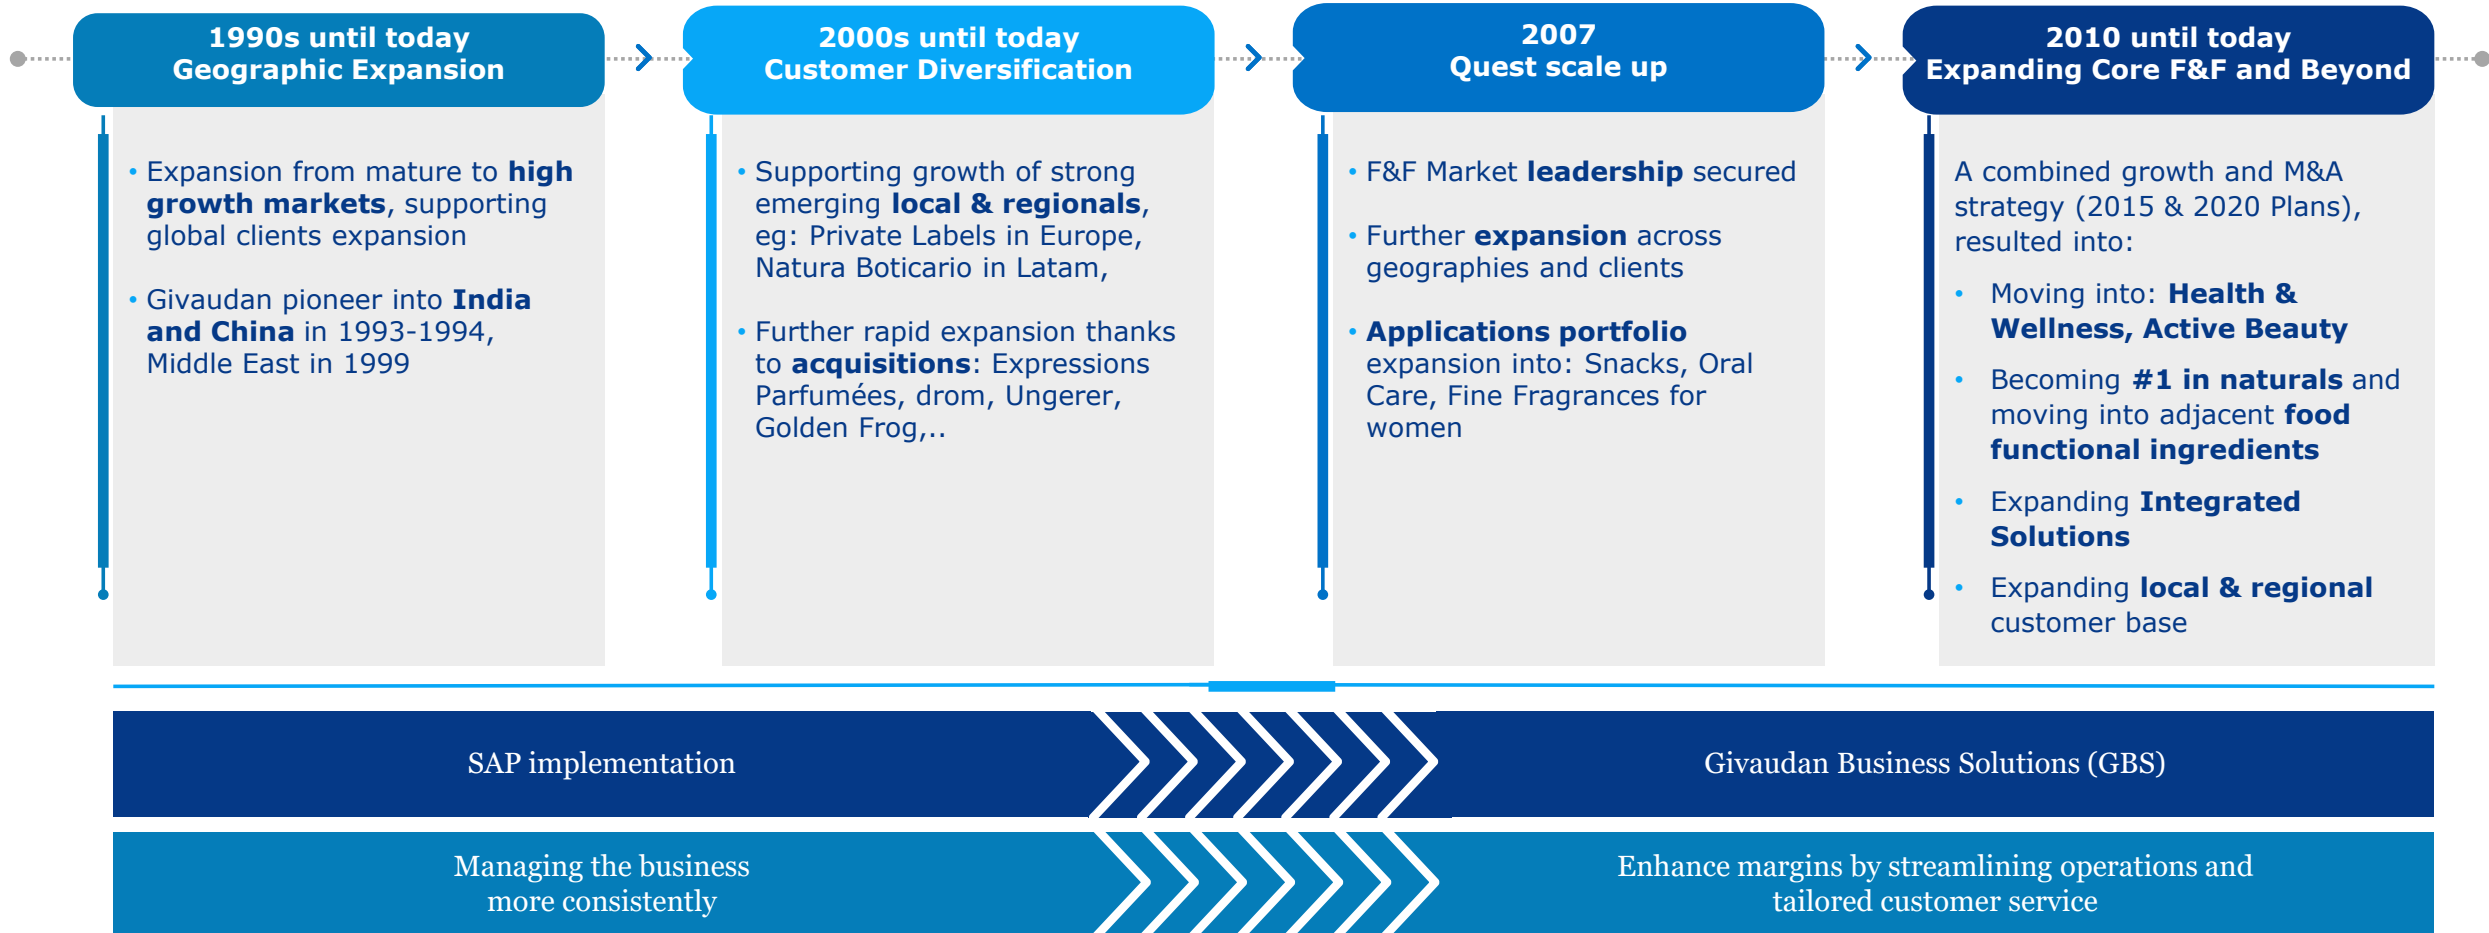 1990s until today
Geographic Expansion
2000s until today
Customer Diversification
2007
Quest scale up
2010 until today
Expanding Core F&F and Beyond
• Expansion from mature to high
growth markets, supporting
global clients expansion
• Givaudan pioneer into India
and China in 1993-1994,
Middle East in 1999
• Supporting growth of strong
emerging local & regionals,
eg: Private Labels in Europe,
Natura Boticario in Latam,
• Further rapid expansion thanks
to acquisitions: Expressions
Parfumées, drom, Ungerer,
Golden Frog,..
• F&F Market leadership secured
• Further expansion across
geographies and clients
• Applications portfolio
expansion into: Snacks, Oral
Care, Fine Fragrances for
women
A combined growth and M&A
strategy (2015 & 2020 Plans),
resulted into:
• Moving into: Health &
Wellness, Active Beauty
• Becoming #1 in naturals and
moving into adjacent food
functional ingredients
• Expanding Integrated
Solutions
• Expanding local & regional
customer base
SAP implementation
Givaudan Business Solutions (GBS)
Managing the business
more consistently
Enhance margins by streamlining operations and
tailored customer service